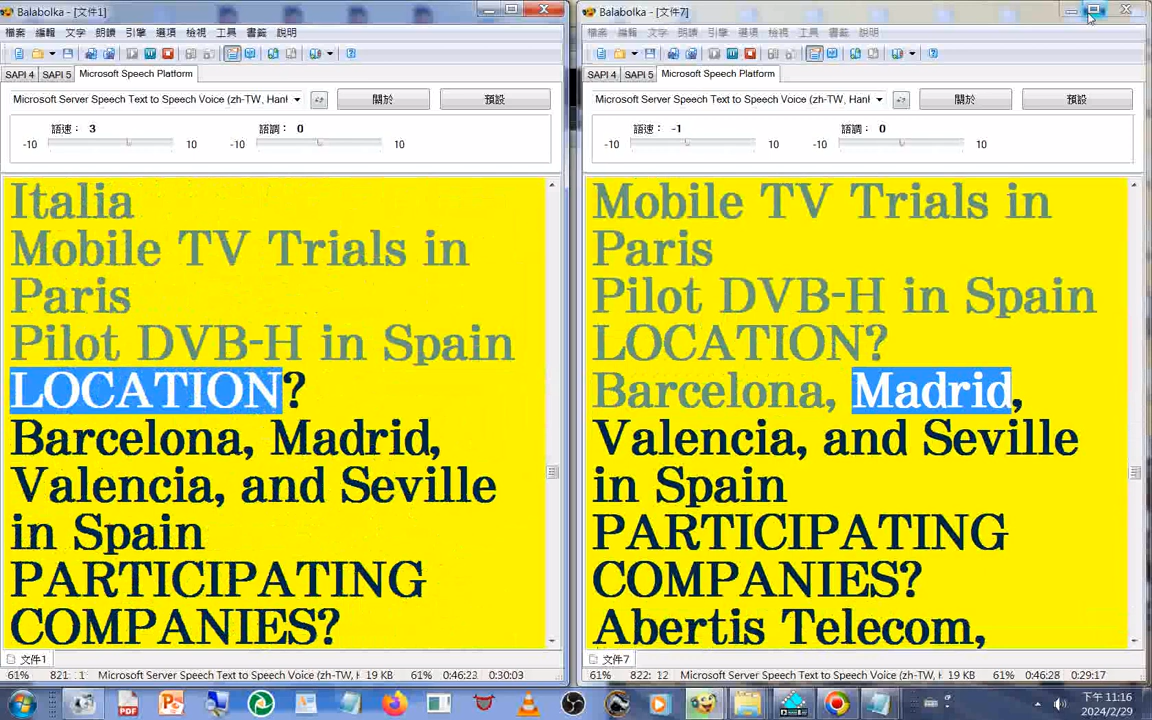 Balabolka - [文件1]
檔案 編輯 文字 朗讀 引擎 選項 檢視 工具 書籤 說明
SAPI 4 SAPI 5 Microsoft Speech Platform
Microsoft Server Speech Text to Speech Voice (zh-TW, Han
關於 預設
語速： 3 語調： 0
-10 10 -10 10
Italia
Mobile TV Trials in
Paris
Pilot DVB-H in Spain
LOCATION?
Barcelona, Madrid,
Valencia, and Seville
in Spain
PARTICIPATING
COMPANIES?
文件1
61% 821: 1 Microsoft Server Speech Text to Speech Voice (zh-TW, H 19 KB 61% 0:46:22 0:30:03
Balabolka - [文件7]
檔案 編輯 文字 朗讀 引擎 選項 檢視 工具 書籤 說明
SAPI 4 SAPI 5 Microsoft Speech Platform
Microsoft Server Speech Text to Speech Voice (zh-TW, Han
關於 預設
語速： -1 語調： 0
-10 10 -10 10
Mobile TV Trials in
Paris
Pilot DVB-H in Spain
LOCATION?
Barcelona, Madrid,
Valencia, and Seville
in Spain
PARTICIPATING
COMPANIES?
Abertis Telecom,
文件7
61% 822: 12 Microsoft Server Speech Text to Speech Voice (zh-TW, H 19 KB 61% 0:46:28 0:29:17
下午 11:16
2024/2/29